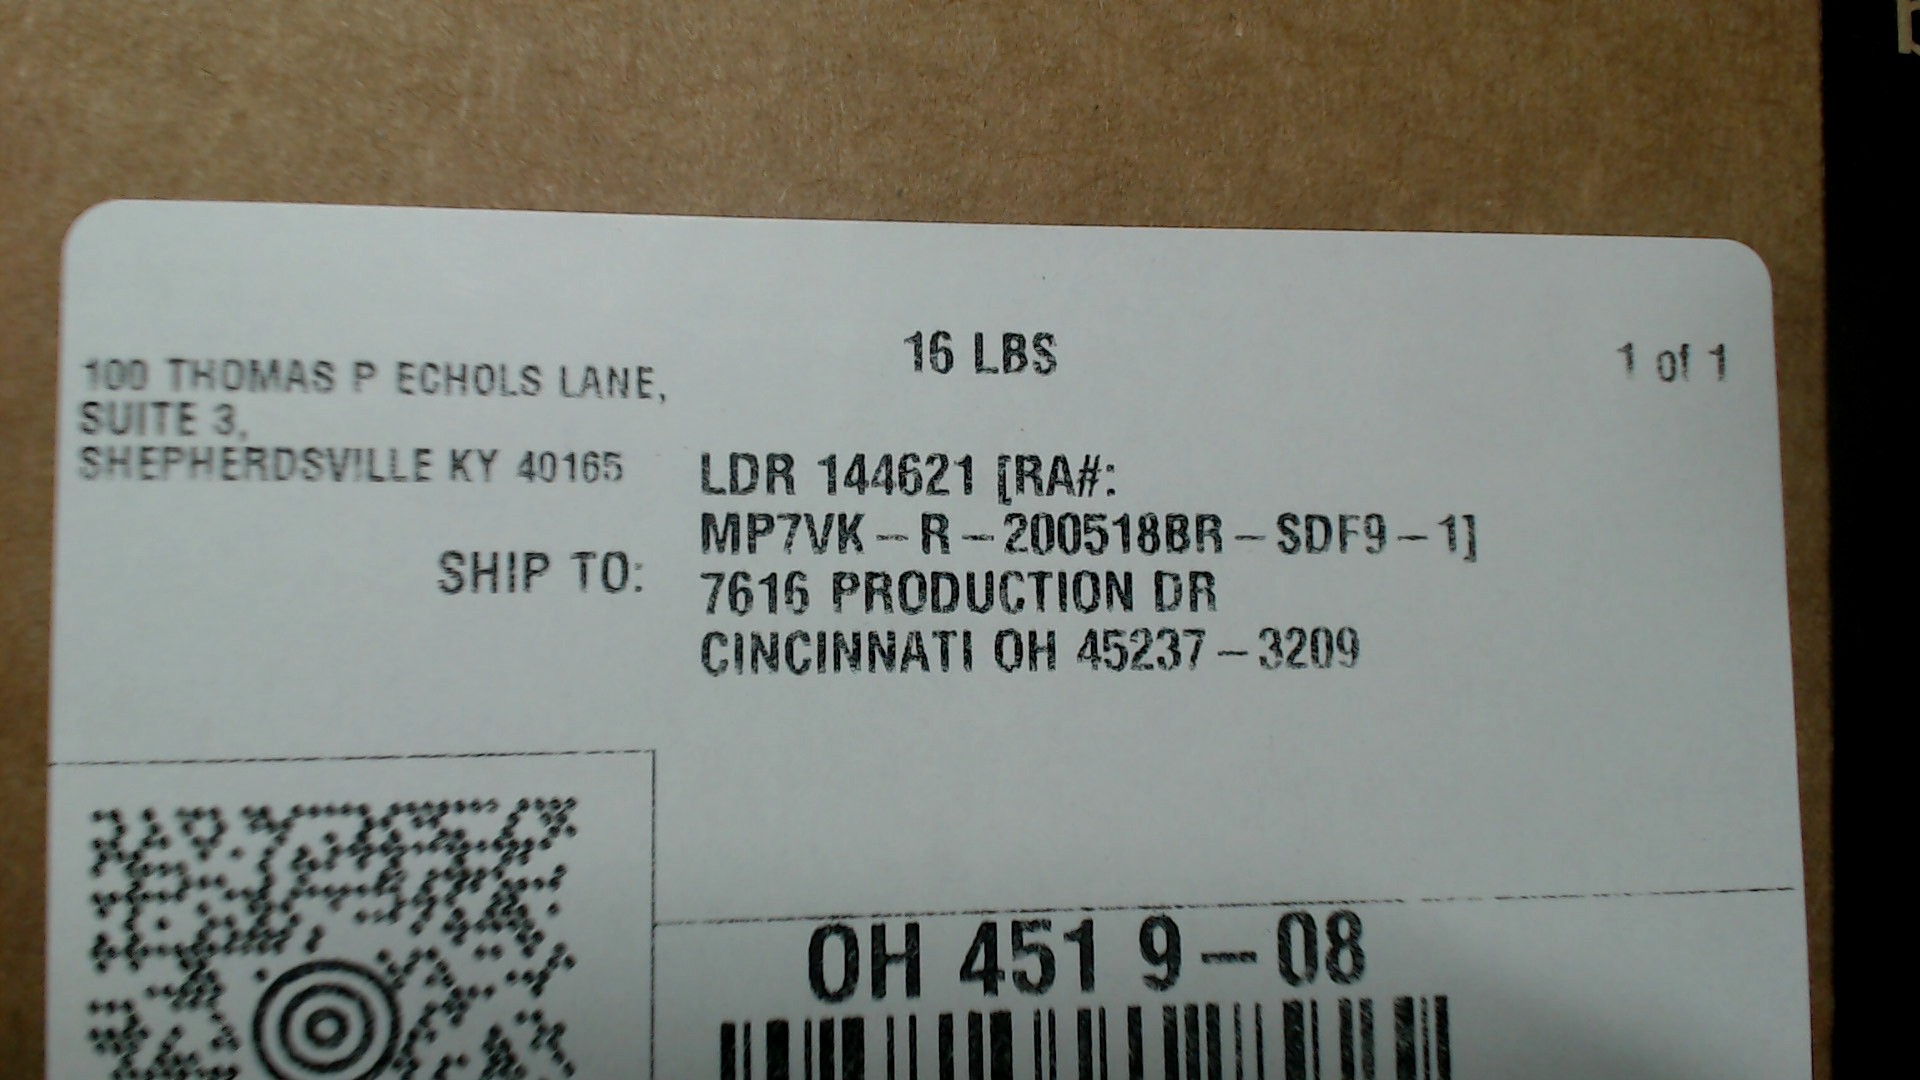 100 THOMAS P ECHOLS LANE,
SUITE 3,
SHEPHERDSVILLE KY 40165
16 LBS
1 of 1
SHIP TO:
LDR 144621 [RA#:
MP7VK-R-200518BR-SDF9-1]
7616 PRODUCTION DR
CINCINNATI OH 45237-3209
OH 451 9-08